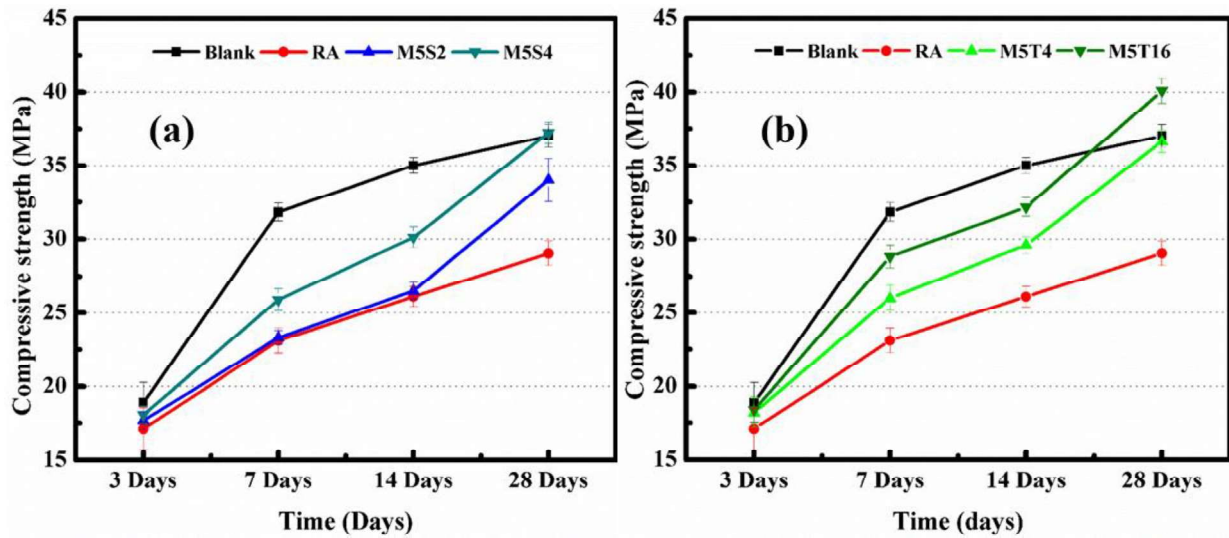 Blank RA M5S2 M5S4
(a)
Compressive strength (MPa)
45
40
35
30
25
20
15
3 Days 7 Days 14 Days 28 Days
Time (Days)
Blank RA M5T4 M5T16
(b)
Compressive strength (MPa)
45
40
35
30
25
20
15
3 Days 7 Days 14 Days 28 Days
Time (days)